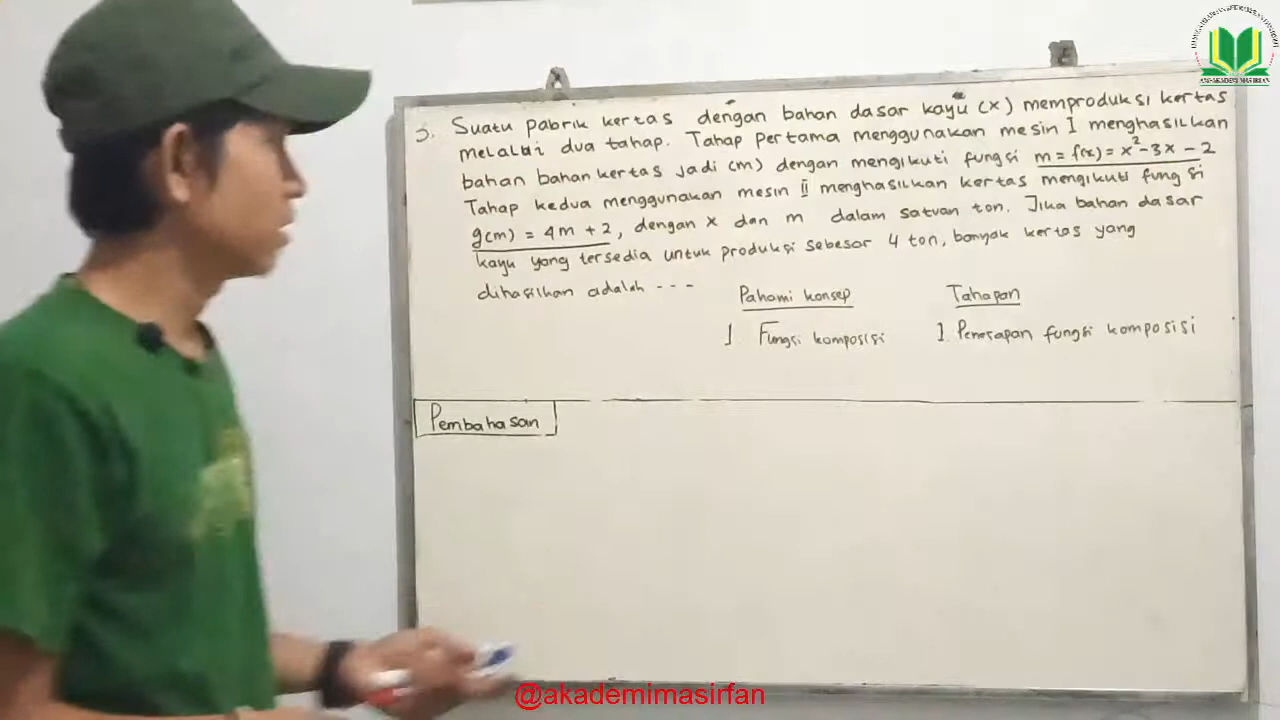 3. Suatu pabrik kertas dengan bahan dasar kayu (x) memproduksi kertas
melalui dua tahap. Tahap pertama menggunakan mesin I menghasilkan
bahan bahan kertas jadi (m) dengan mengikuti fungsi m = f(x) = x² - 3x - 2
Tahap kedua menggunakan mesin II menghasilkan kertas mengikuti fungsi
g(m) = 4m + 2, dengan x dan m dalam satuan ton. Jika bahan dasar
kayu yang tersedia untuk produksi sebesar 4 ton, banyak kertas yang
dihasilkan adalah ---
Pahami konsep
1. Fungsi komposisi
Tahapan
1. Penerapan fungsi komposisi
Pembahasan
@akademimasirfan